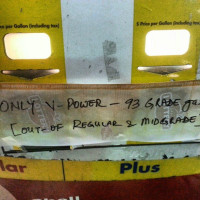 Price per Gallon (including tax)
$ Price per Gallon (including tax)
ONLY V-POWER - 93 GRADE
[OUT OF REGULAR & MIDGRADE]
lar
Plus